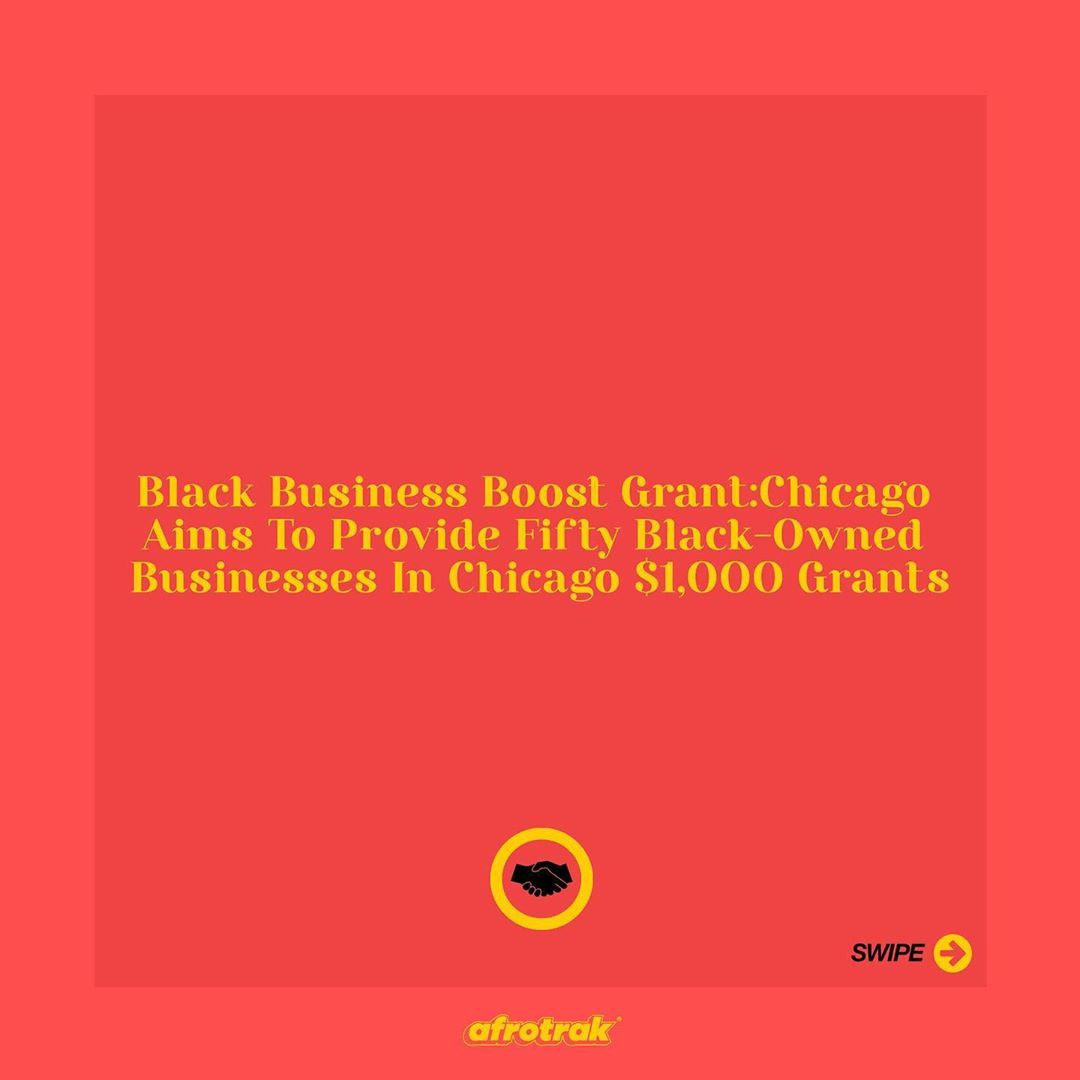 Black Business Boost Grant:Chicago
Aims To Provide Fifty Black-Owned
Businesses In Chicago $1,000 Grants
SWIPE
afrotrak®